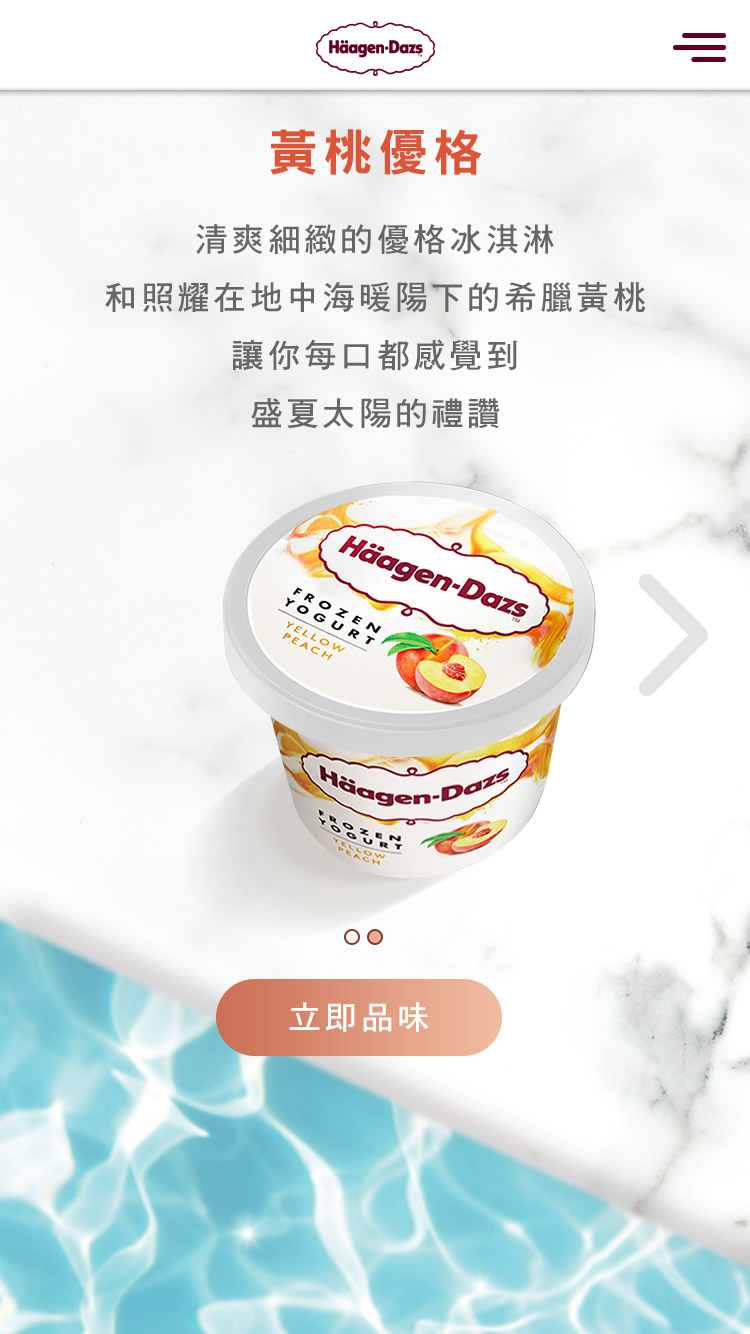 Häagen-Dazs
黃桃優格
清爽細緻的優格冰淇淋
和照耀在地中海暖陽下的希臘黃桃
讓你每口都感覺到
盛夏太陽的禮讚
Häagen-Dazs
TM
FROZEN
YOGURT
YELLOW
PEACH
Häagen-Dazs
FROZEN
YOGURT
YELLOW
PEACH
立即品味